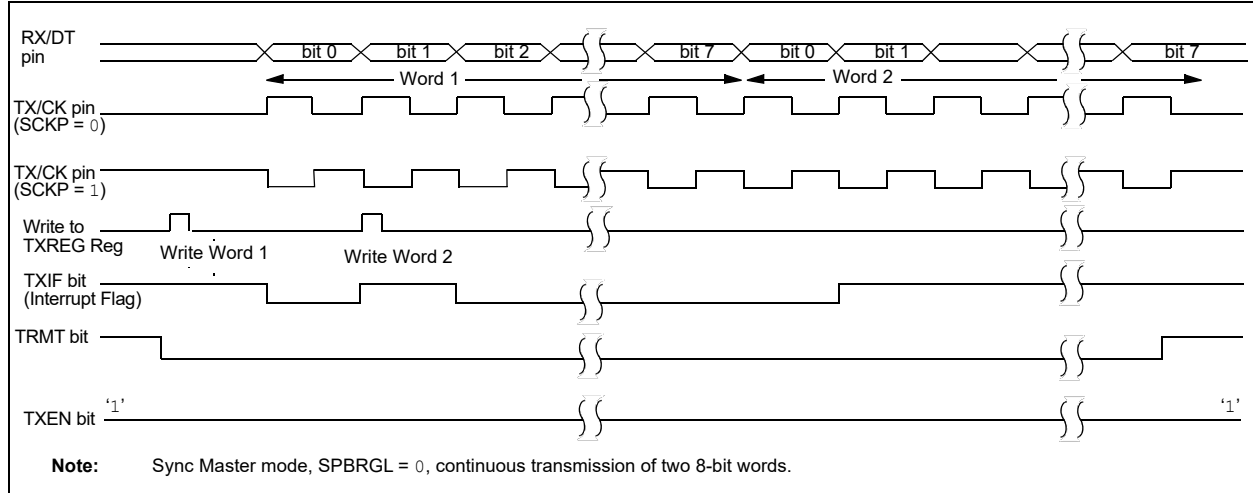 RX/DT
pin
bit 0 bit 1 bit 2 bit 7 bit 0 bit 1 bit 7
Word 1 Word 2
TX/CK pin
(SCKP = 0)
TX/CK pin
(SCKP = 1)
Write to
TXREG Reg
Write Word 1 Write Word 2
TXIF bit
(Interrupt Flag)
TRMT bit
TXEN bit ‘1’ ‘1’
Note: Sync Master mode, SPBRGL = 0, continuous transmission of two 8-bit words.